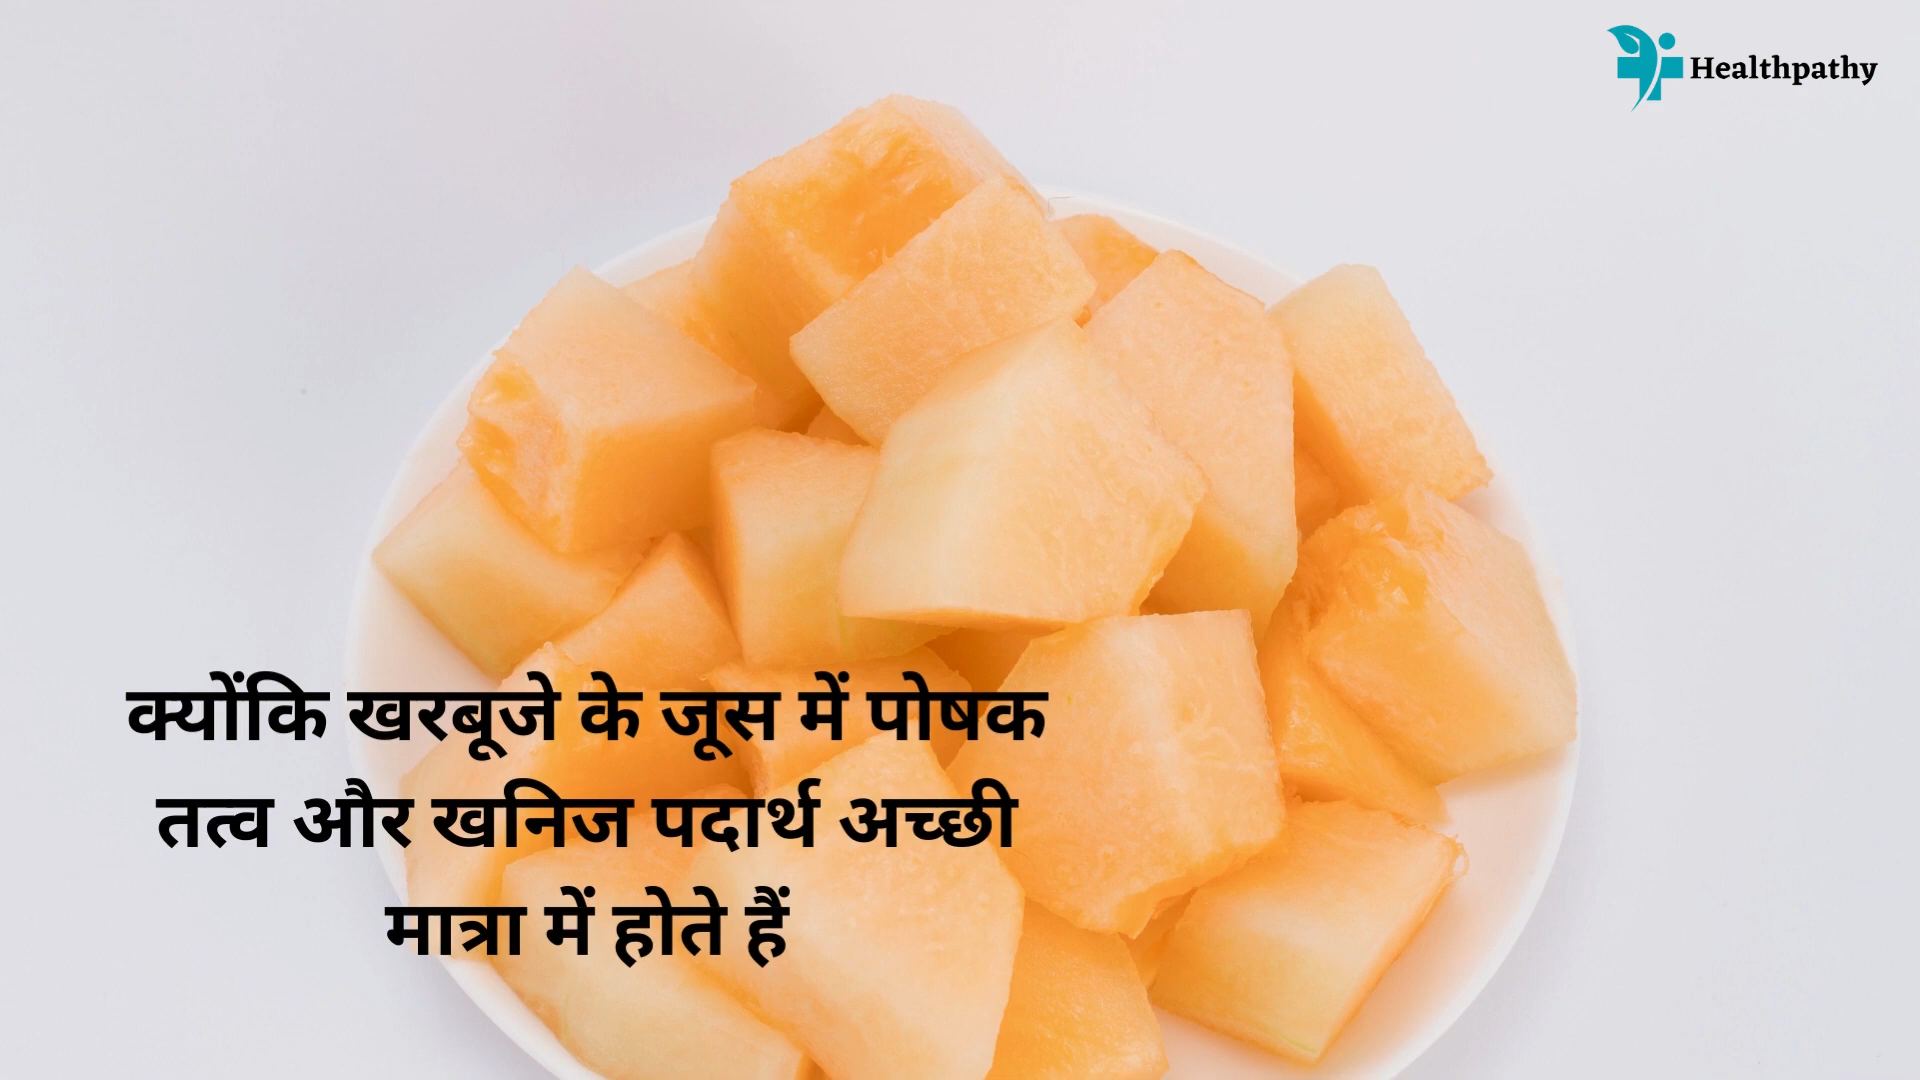 Healthpathy
क्योंकि खरबूजे के जूस में पोषक
तत्व और खनिज पदार्थ अच्छी
मात्रा में होते हैं